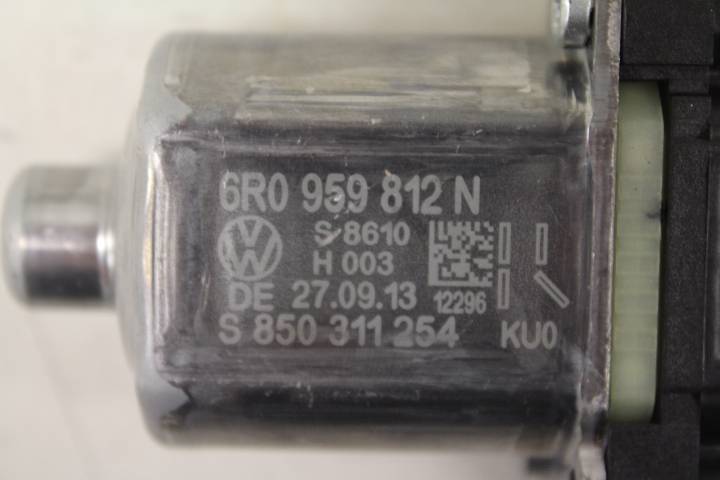 6R0 959 812 N
S 8610
H 003
DE 27.09.13 12296
S 850 311 254 KU0